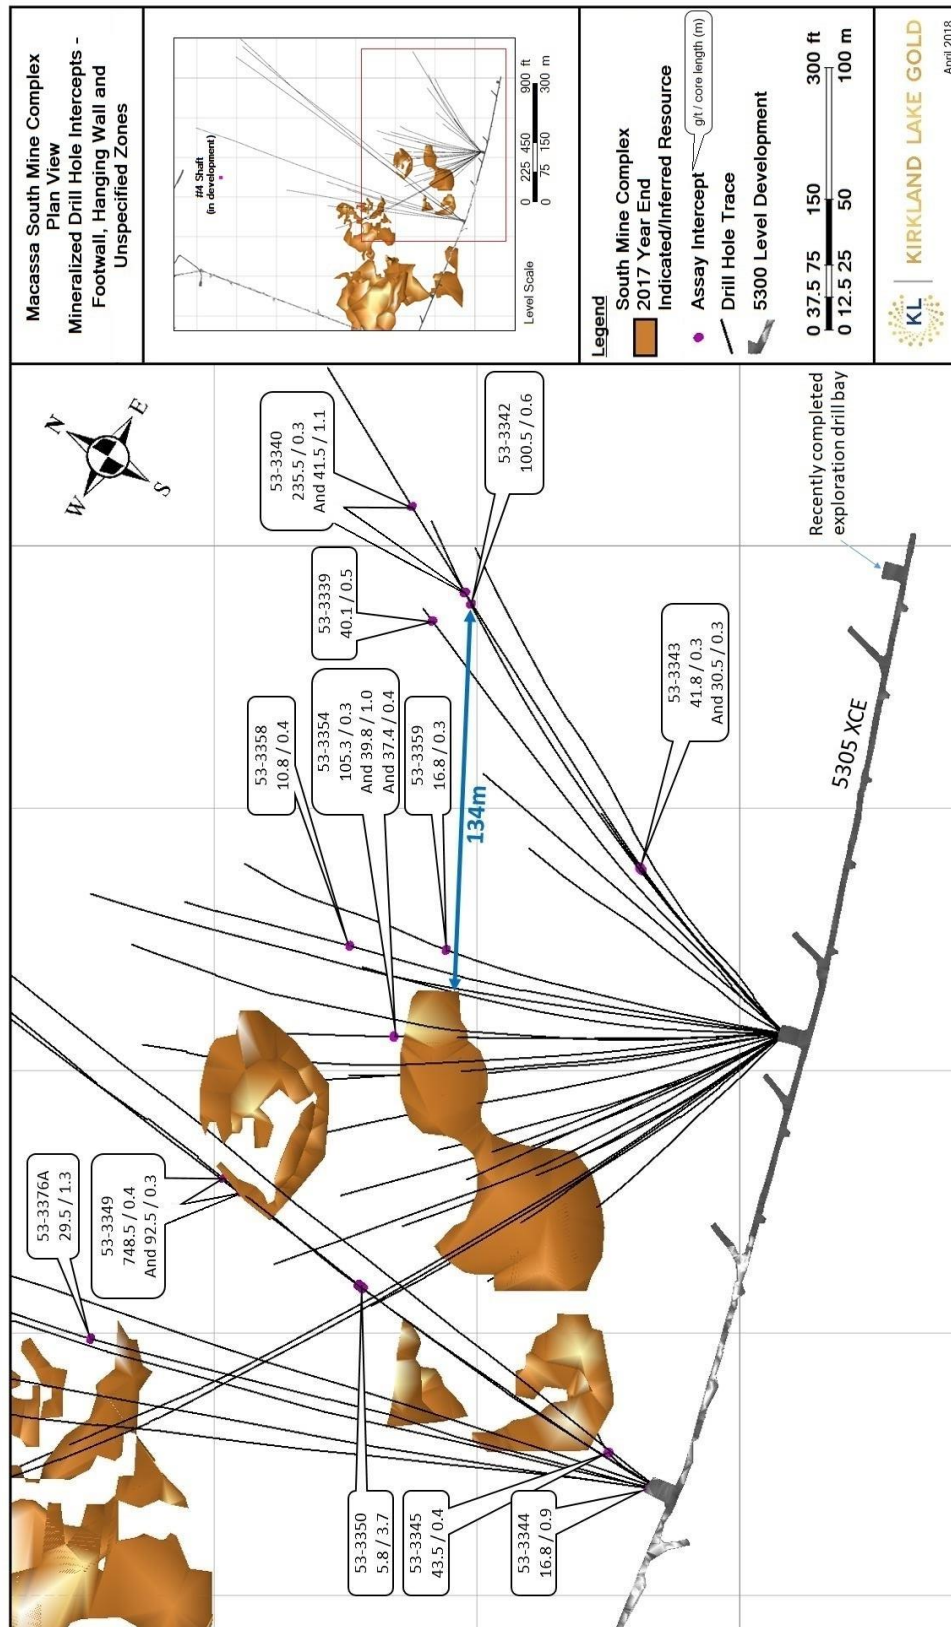 Macassa South Mine Complex
Plan View
Mineralized Drill Hole Intercepts -
Footwall, Hanging Wall and
Unspecified Zones
#4 Shaft
(in development)
Level Scale
0 225 450 900 ft
0 75 150 300 m
Legend
South Mine Complex
2017 Year End
Indicated/Inferred Resource
Assay Intercept
g/t / core length (m)
Drill Hole Trace
5300 Level Development
0 37.5 75 150 300 ft
0 12.5 25 50 100 m
KL KIRKLAND LAKE GOLD
April 2018
N
E
S
W
53-3376A
29.5 / 1.3
53-3349
748.5 / 0.4
And 92.5 / 0.3
53-3358
10.8 / 0.4
53-3354
105.3 / 0.3
And 39.8 / 1.0
And 37.4 / 0.4
53-3359
16.8 / 0.3
53-3339
40.1 / 0.5
53-3340
235.5 / 0.3
And 41.5 / 1.1
53-3342
100.5 / 0.6
134m
53-3350
5.8 / 3.7
53-3345
43.5 / 0.4
53-3344
16.8 / 0.9
53-3343
41.8 / 0.3
And 30.5 / 0.3
5305 XCE
Recently completed
exploration drill bay